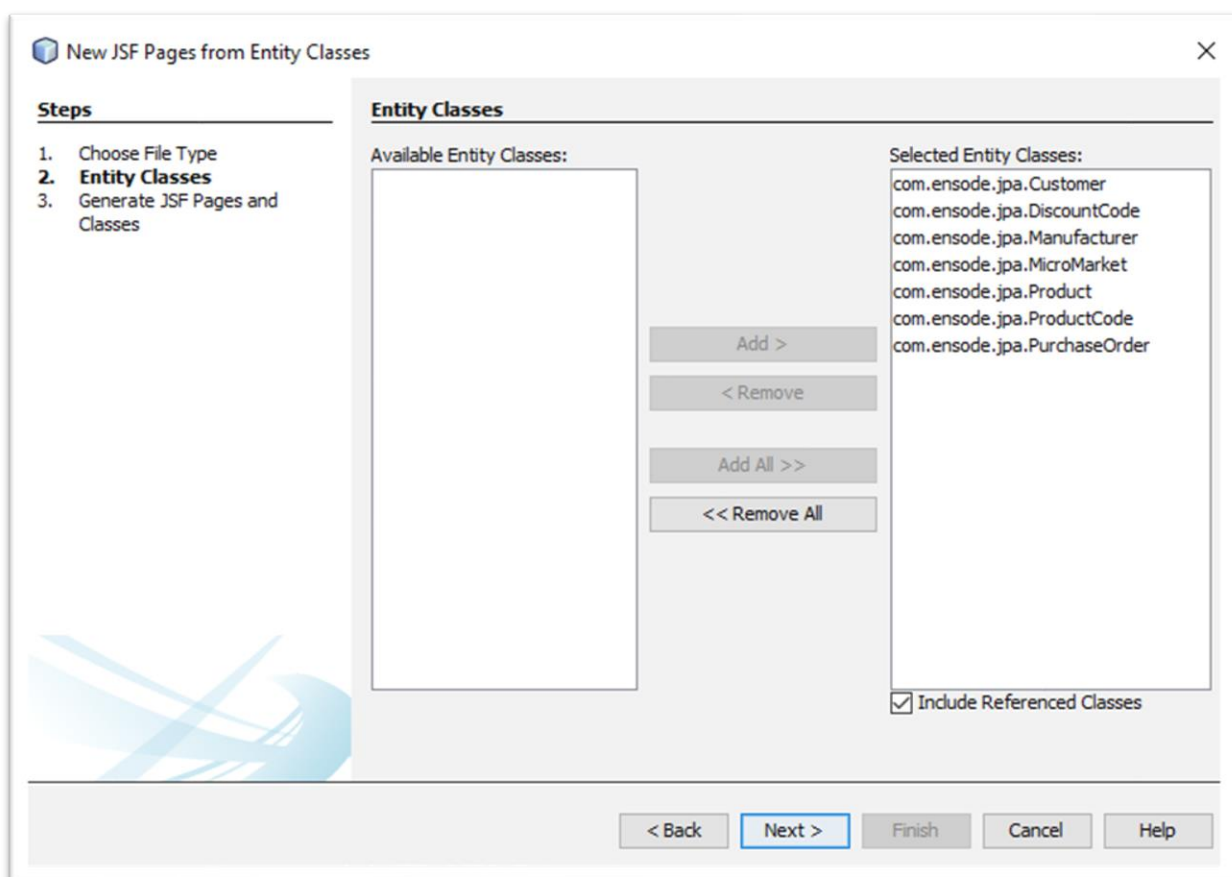 New JSF Pages from Entity Classes
Steps
1. Choose File Type
2. Entity Classes
3. Generate JSF Pages and
Classes
Entity Classes
Available Entity Classes:
Add >
< Remove
Add All >>
<< Remove All
Selected Entity Classes:
com.ensode.jpa.Customer
com.ensode.jpa.DiscountCode
com.ensode.jpa.Manufacturer
com.ensode.jpa.MicroMarket
com.ensode.jpa.Product
com.ensode.jpa.ProductCode
com.ensode.jpa.PurchaseOrder
Include Referenced Classes
< Back Next > Finish Cancel Help